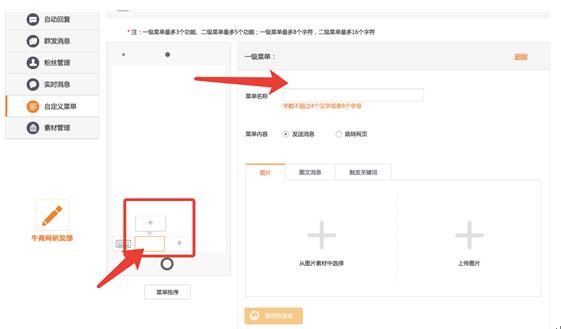 自动回复
群发消息
粉丝管理
实时消息
自定义菜单
素材管理
牛商网研发部
* 注:一级菜单最多3个功能、二级菜单最多5个功能;一级菜单最多8个字符,二级菜单最多16个字符
菜单排序
一级菜单:
删除
菜单名称
字数不超过4个汉字或者8个字母
菜单内容
发送消息
跳转网页
图片
图文消息
触发关键词
从图片素材中选择
上传图片
保存并发布